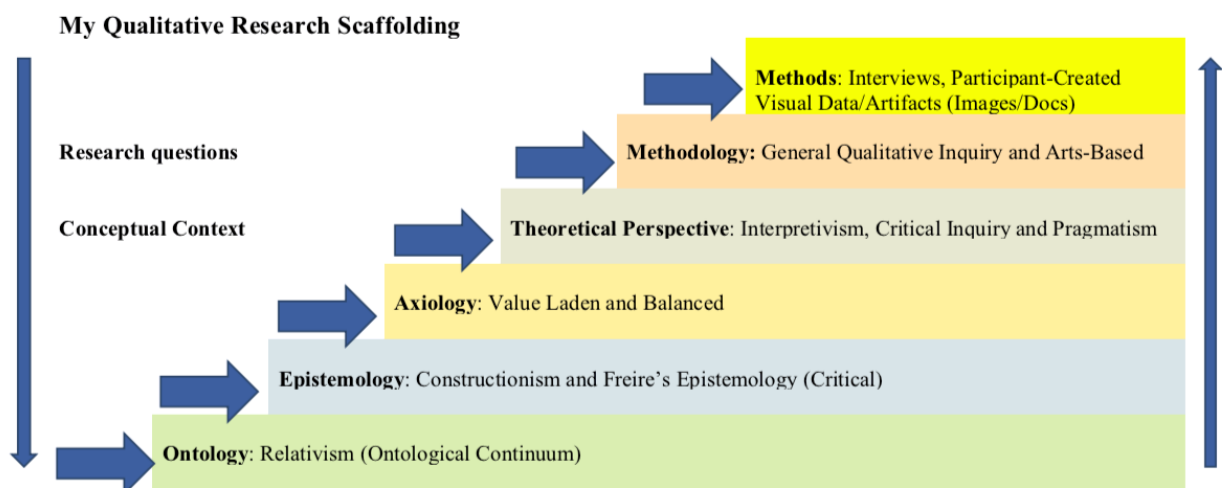 My Qualitative Research Scaffolding
Methods: Interviews, Participant-Created
Visual Data/Artifacts (Images/Docs)
Research questions
Methodology: General Qualitative Inquiry and Arts-Based
Conceptual Context
Theoretical Perspective: Interpretivism, Critical Inquiry and Pragmatism
Axiology: Value Laden and Balanced
Epistemology: Constructionism and Freire’s Epistemology (Critical)
Ontology: Relativism (Ontological Continuum)